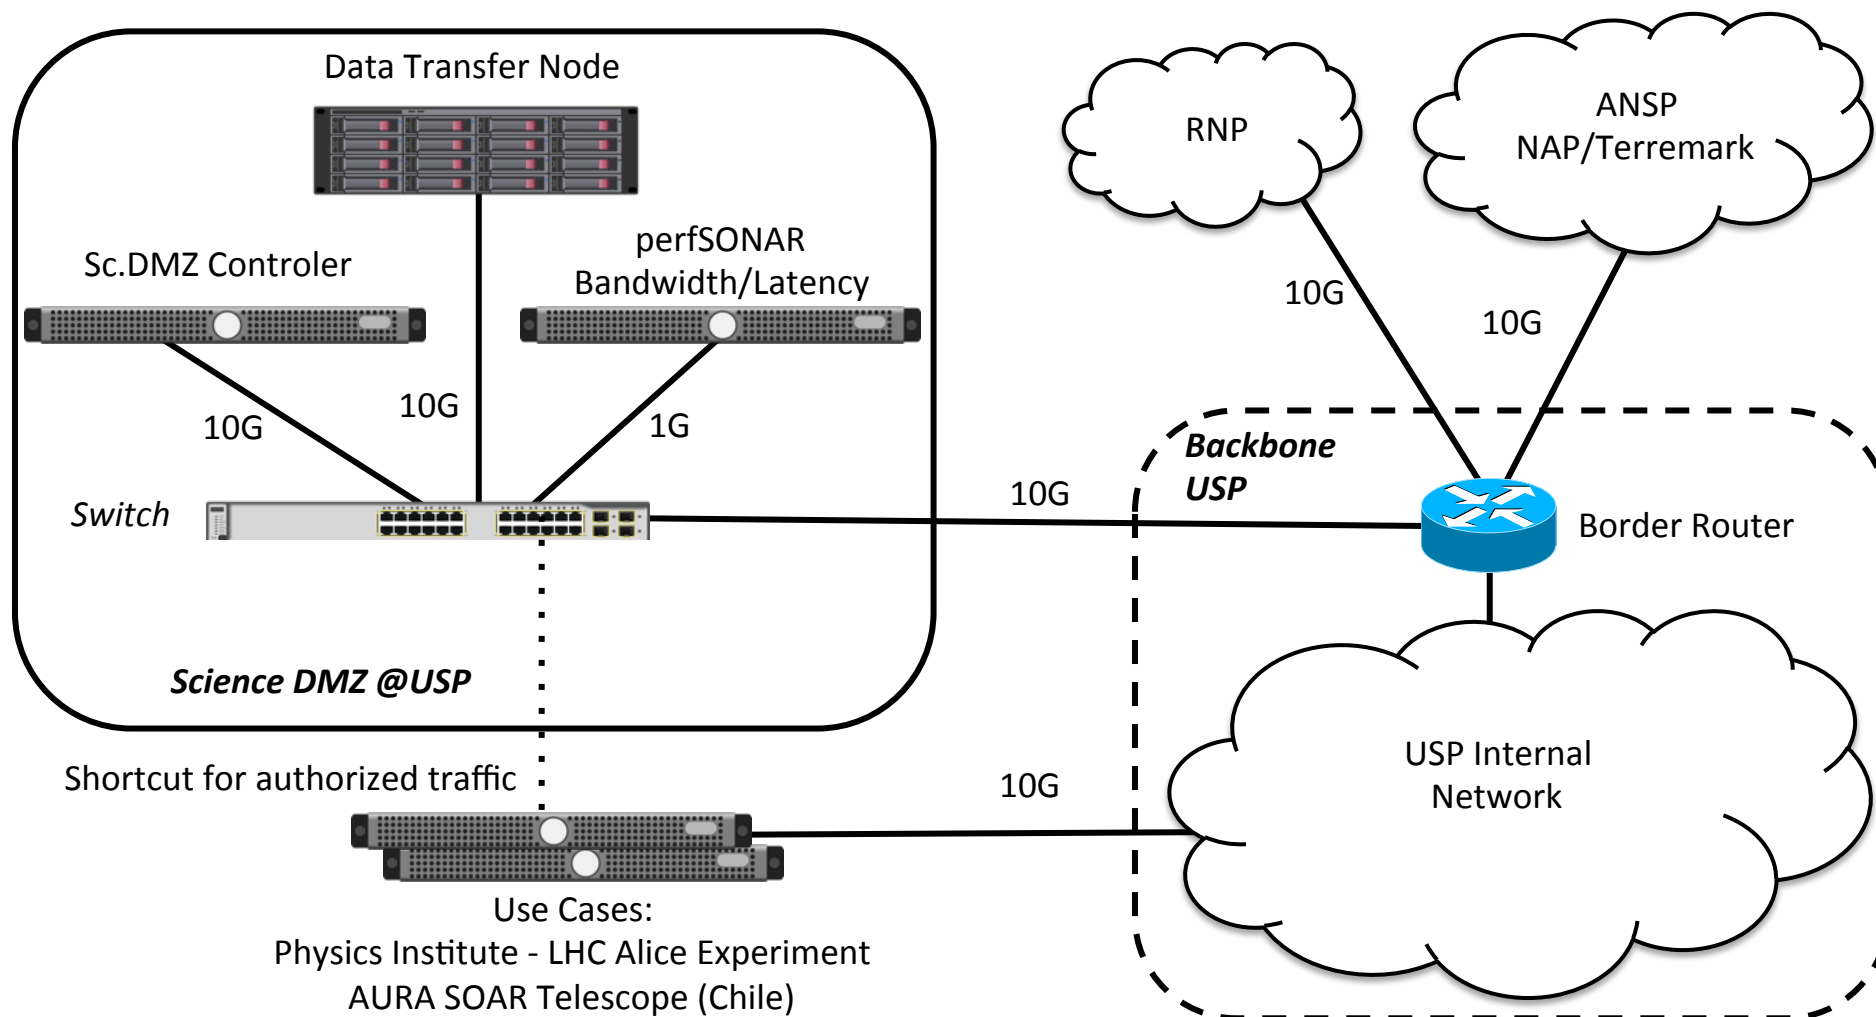 Data Transfer Node
Sc.DMZ Controler
perfSONAR
Bandwidth/Latency
10G
10G
1G
Switch
Science DMZ @USP
Shortcut for authorized traffic
Use Cases:
Physics Institute - LHC Alice Experiment
AURA SOAR Telescope (Chile)
RNP
ANSP
NAP/Terremark
10G
10G
10G
Backbone
USP
Border Router
USP Internal
Network
10G